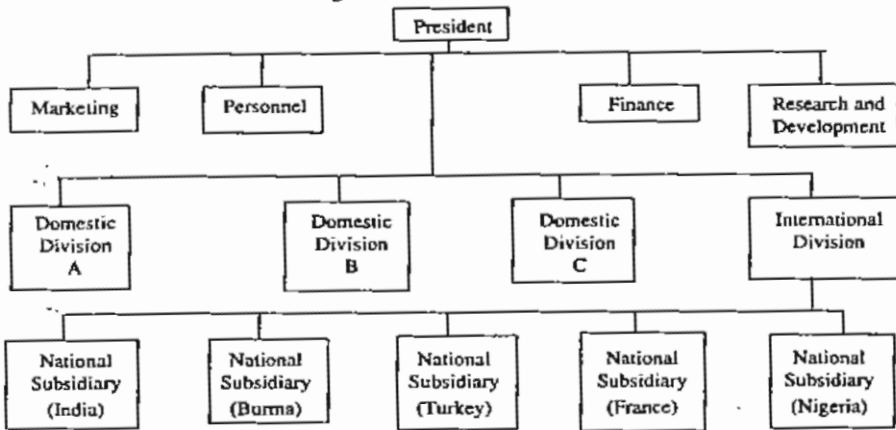 President
Marketing
Personnel
Finance
Research and
Development
Domestic
Division
A
Domestic
Division
B
Domestic
Division
C
International
Division
National
Subsidiary
(India)
National
Subsidiary
(Burma)
National
Subsidiary
(Turkey)
National
Subsidiary
(France)
National
Subsidiary
(Nigeria)